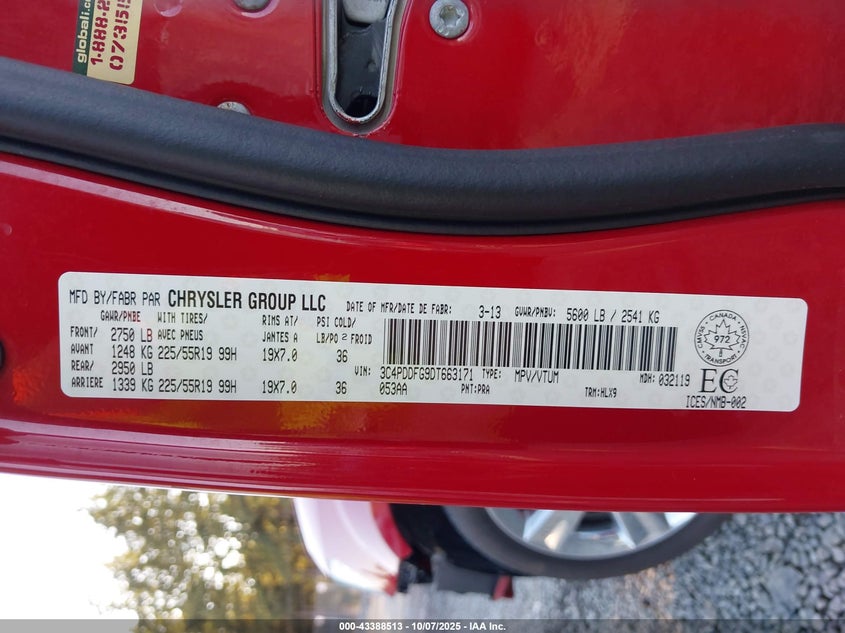 globalic
1-888-2
073515
MFD BY/FABR PAR CHRYSLER GROUP LLC
DATE OF MFR/DATE DE FABR: 3-13 GVWR/PNBV: 5600 LB / 2541 KG
GAWR/PNBE WITH TIRES/ RIMS AT/ PSI COLD/
FRONT/ 2750 LB AVEC PNEUS JANTES A LB/PO 2 FROID
AVANT 1248 KG 225/55R19 99H 19X7.0 36
REAR/ 2950 LB
ARRIERE 1339 KG 225/55R19 99H 19X7.0 36
VIN: 3C4PDDFG9DT663171 TYPE: MPV/VTUM MDH: 032119
053AA PNT:PRA TRM:HLX9
CMVSS CANADA NSVAC
972
TRANSPORT
EC
ICES/NMB-002
000-43388513 - 10/07/2025 - IAA Inc.